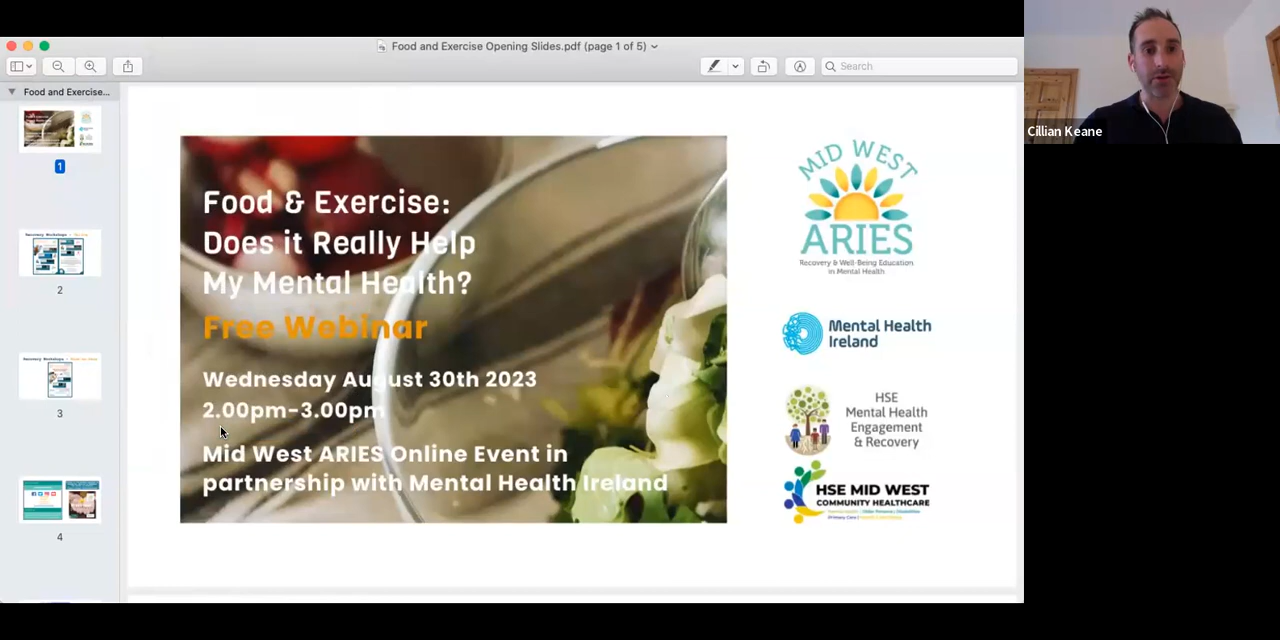 Food and Exercise Opening Slides.pdf (page 1 of 5)
Search
Food and Exercise...
1
2
3
4
Food & Exercise:
Does it Really Help
My Mental Health?
Free Webinar
Wednesday August 30th 2023
2.00pm-3.00pm
Mid West ARIES Online Event in
partnership with Mental Health Ireland
MID WEST
ARIES
Recovery & Well-Being Education
in Mental Health
Mental Health
Ireland
HSE
Mental Health
Engagement
& Recovery
HSE MID WEST
COMMUNITY HEALTHCARE
Cillian Keane